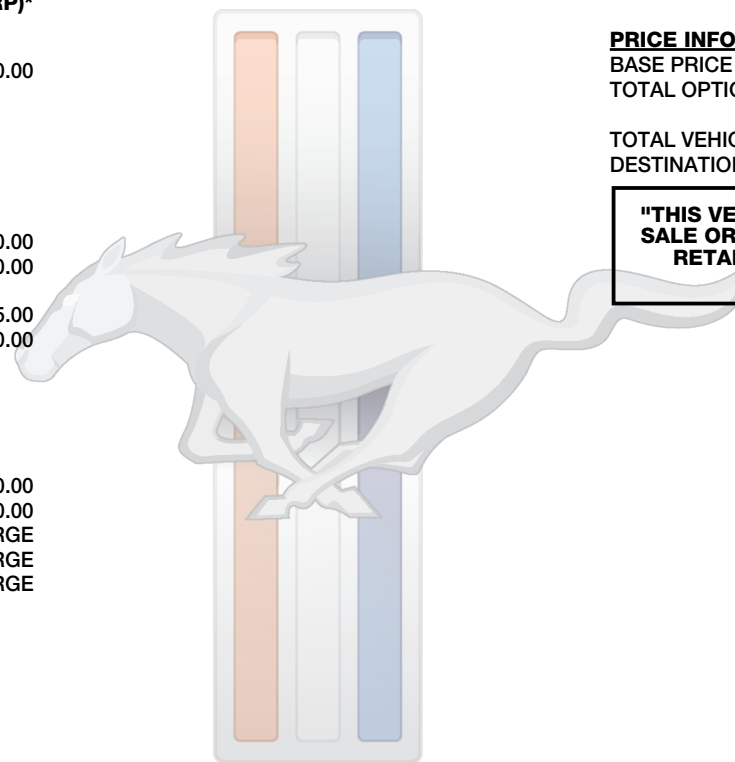 RP)*
0.00
0.00
0.00
5.00
0.00
0.00
0.00
RGE
RGE
RGE
PRICE INFO
BASE PRICE
TOTAL OPTIO
TOTAL VEHIC
DESTINATION
"THIS VE
SALE OR
RETAI